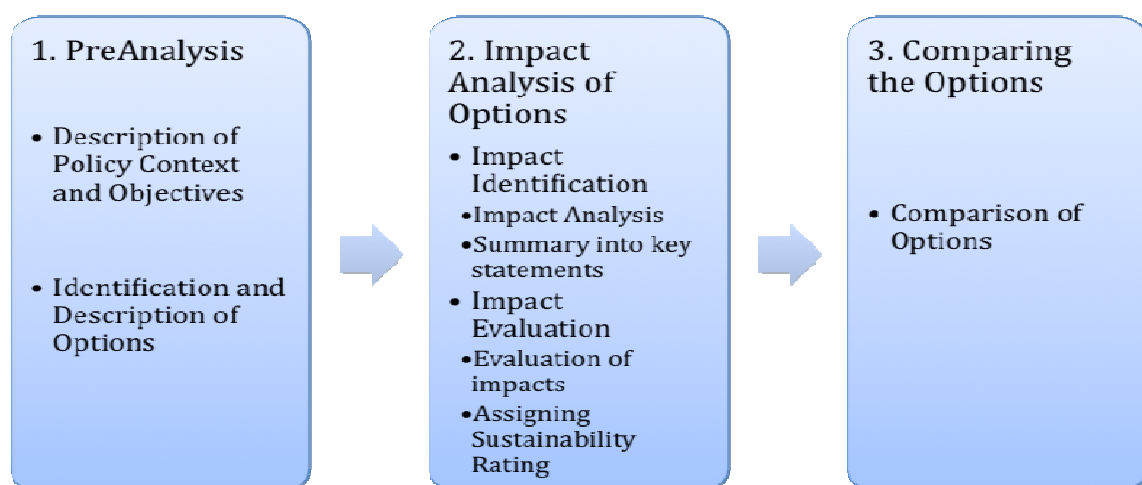 1. PreAnalysis
• Description of
Policy Context
and Objectives
• Identification and
Description of
Options
2. Impact
Analysis of
Options
• Impact
Identification
•Impact Analysis
•Summary into key
statements
• Impact
Evaluation
•Evaluation of
impacts
•Assigning
Sustainability
Rating
3. Comparing
the Options
• Comparison of
Options